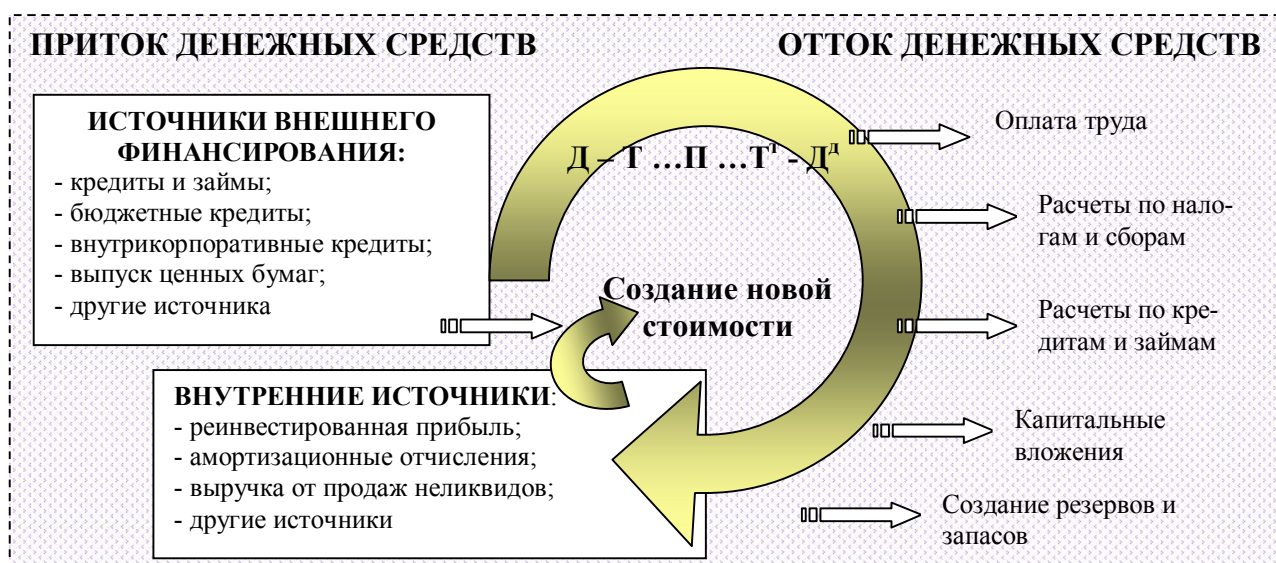 ПРИТОК ДЕНЕЖНЫХ СРЕДСТВ
ОТТОК ДЕНЕЖНЫХ СРЕДСТВ
ИСТОЧНИКИ ВНЕШНЕГО
ФИНАНСИРОВАНИЯ:
- кредиты и займы;
- бюджетные кредиты;
- внутрикорпоративные кредиты;
- выпуск ценных бумаг;
- другие источника
Д – Т …П …Тᵀ - Дᵈ
Создание новой
стоимости
ВНУТРЕННИЕ ИСТОЧНИКИ:
- реинвестированная прибыль;
- амортизационные отчисления;
- выручка от продаж неликвидов;
- другие источники
Оплата труда
Расчеты по нало-
гам и сборам
Расчеты по кре-
дитам и займам
Капитальные
вложения
Создание резервов и
запасов